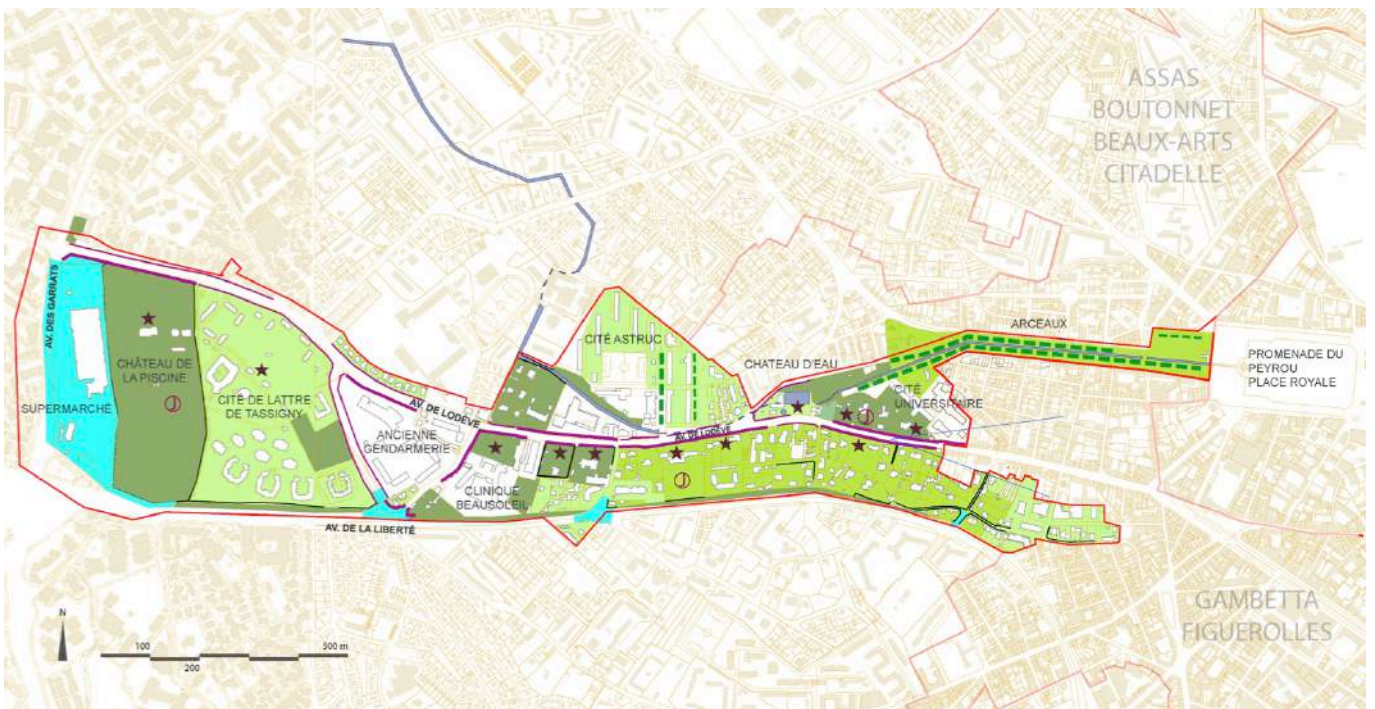 ASSAS
BOUTONNET
BEAUX-ARTS
CITADELLE
AV. DES GARRATS
ARCEAUX
CITÉ ASTRUC
CHATEAU D'EAU
PROMENADE DU
PEYROU
PLACE ROYALE
CHÂTEAU DE
LA PISCINE
CITÉ DE LATTRE
DE TASSIGNY
CITÉ
UNIVERSITAIRE
SUPERMARCHÉ
AV. DE LODÈVE
ANCIENNE
GENDARMERIE
AV. DE LODÈVE
CLINIQUE
BEAUSOLEIL
AV. DE LA LIBERTÉ
J
J
J
GAMBETTA
FIGUEROLLES
N
100
500 m
200